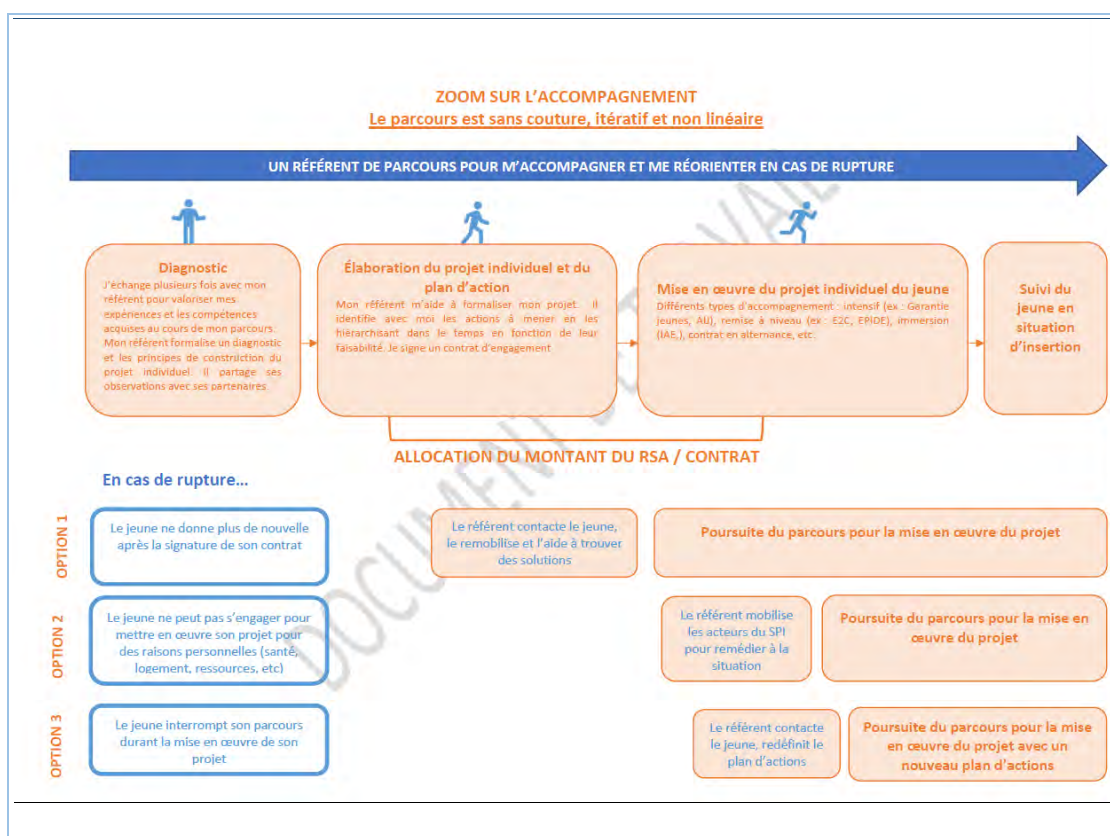 ZOOM SUR L'ACCOMPAGNEMENT
Le parcours est sans couture, itératif et non linéaire
UN RÉFÉRENT DE PARCOURS POUR M'ACCOMPAGNER ET ME RÉORIENTER EN CAS DE RUPTURE
Diagnostic
J'échange plusieurs fois avec mon
référent pour valoriser mes
expériences et les compétences
acquises au cours de mon parcours.
Mon référent formalise un diagnostic
et les principes de construction du
projet individuel. Il partage ses
observations avec ses partenaires.
Élaboration du projet individuel et du
plan d'action
Mon référent m'aide à formaliser mon projet. Il
identifie avec moi les actions à mener en les
hiérarchisant dans le temps en fonction de leur
faisabilité. Je signe un contrat d'engagement
Mise en œuvre du projet individuel du jeune
Différents types d'accompagnement : intensif (ex : Garantie
jeunes, AIJ), remise à niveau (ex : E2C, EPIDE), immersion
(IAE,), contrat en alternance, etc.
Suivi du
jeune en
situation
d'insertion
ALLOCATION DU MONTANT DU RSA / CONTRAT
En cas de rupture...
OPTION 1
Le jeune ne donne plus de nouvelle
après la signature de son contrat
Le référent contacte le jeune,
le remobilise et l'aide à trouver
des solutions
Poursuite du parcours pour la mise en œuvre du projet
OPTION 2
Le jeune ne peut pas s'engager pour
mettre en œuvre son projet pour
des raisons personnelles (santé,
logement, ressources, etc)
Le référent mobilise
les acteurs du SPI
pour remédier à la
situation
Poursuite du parcours pour la mise en
œuvre du projet
OPTION 3
Le jeune interrompt son parcours
durant la mise en œuvre de son
projet
Le référent contacte
le jeune, redéfinit le
plan d'actions
Poursuite du parcours pour la mise
en œuvre du projet avec un
nouveau plan d'actions
DOCUMENT DE TRAVAIL